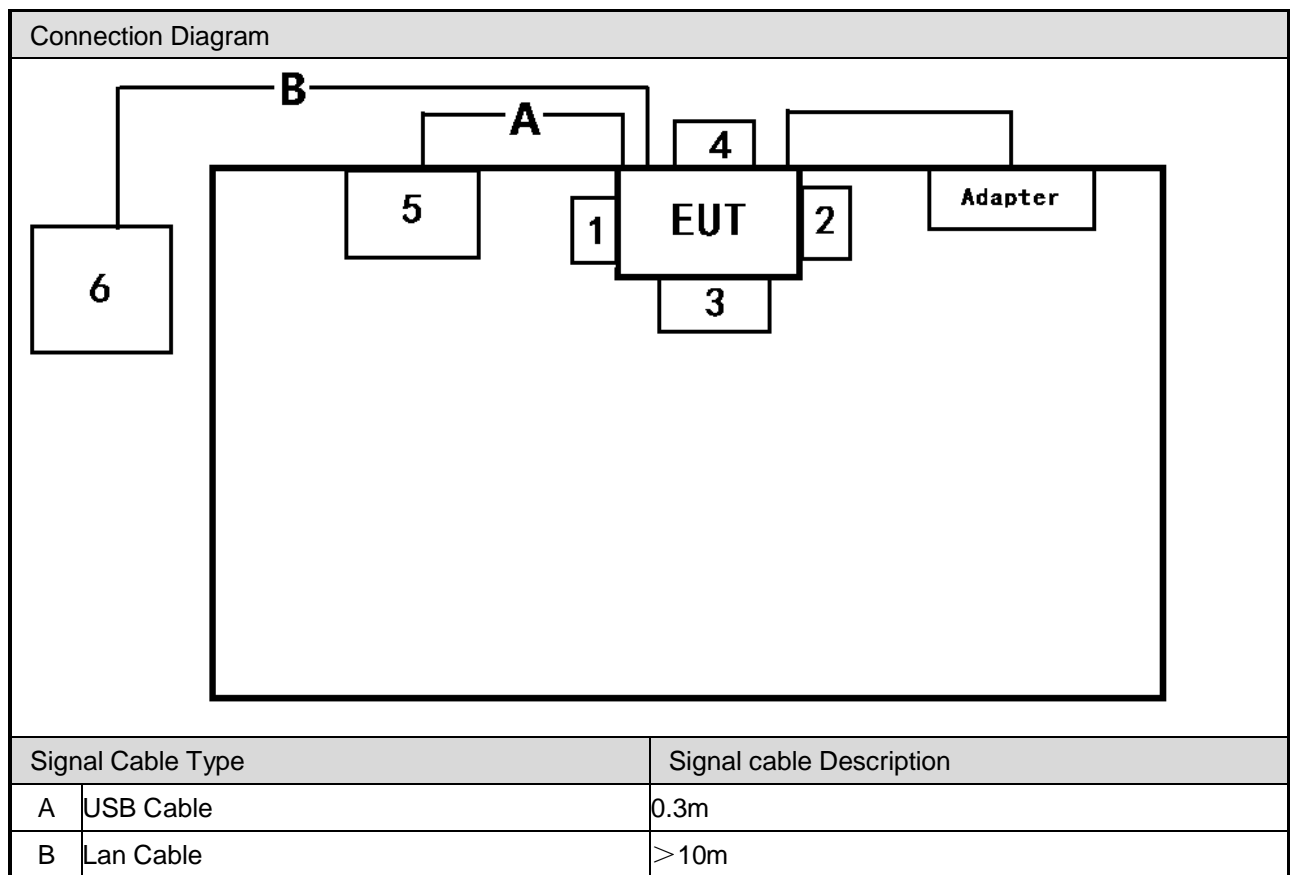 Connection Diagram
B
A
4
5
1
EUT
2
Adapter
6
3
Signal Cable Type
Signal cable Description
A
USB Cable
0.3m
B
Lan Cable
＞10m